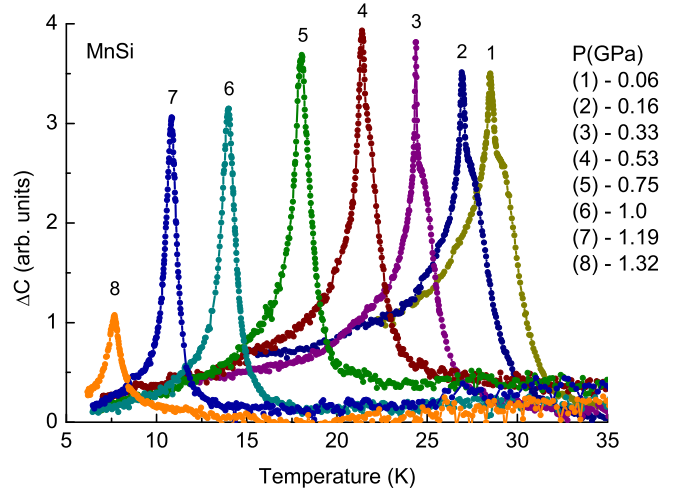 MnSi
P(GPa)
(1) - 0.06
(2) - 0.16
(3) - 0.33
(4) - 0.53
(5) - 0.75
(6) - 1.0
(7) - 1.19
(8) - 1.32
8
7
6
5
4
3
2
1
4
3
2
1
0
ΔC (arb. units)
5 10 15 20 25 30 35
Temperature (K)